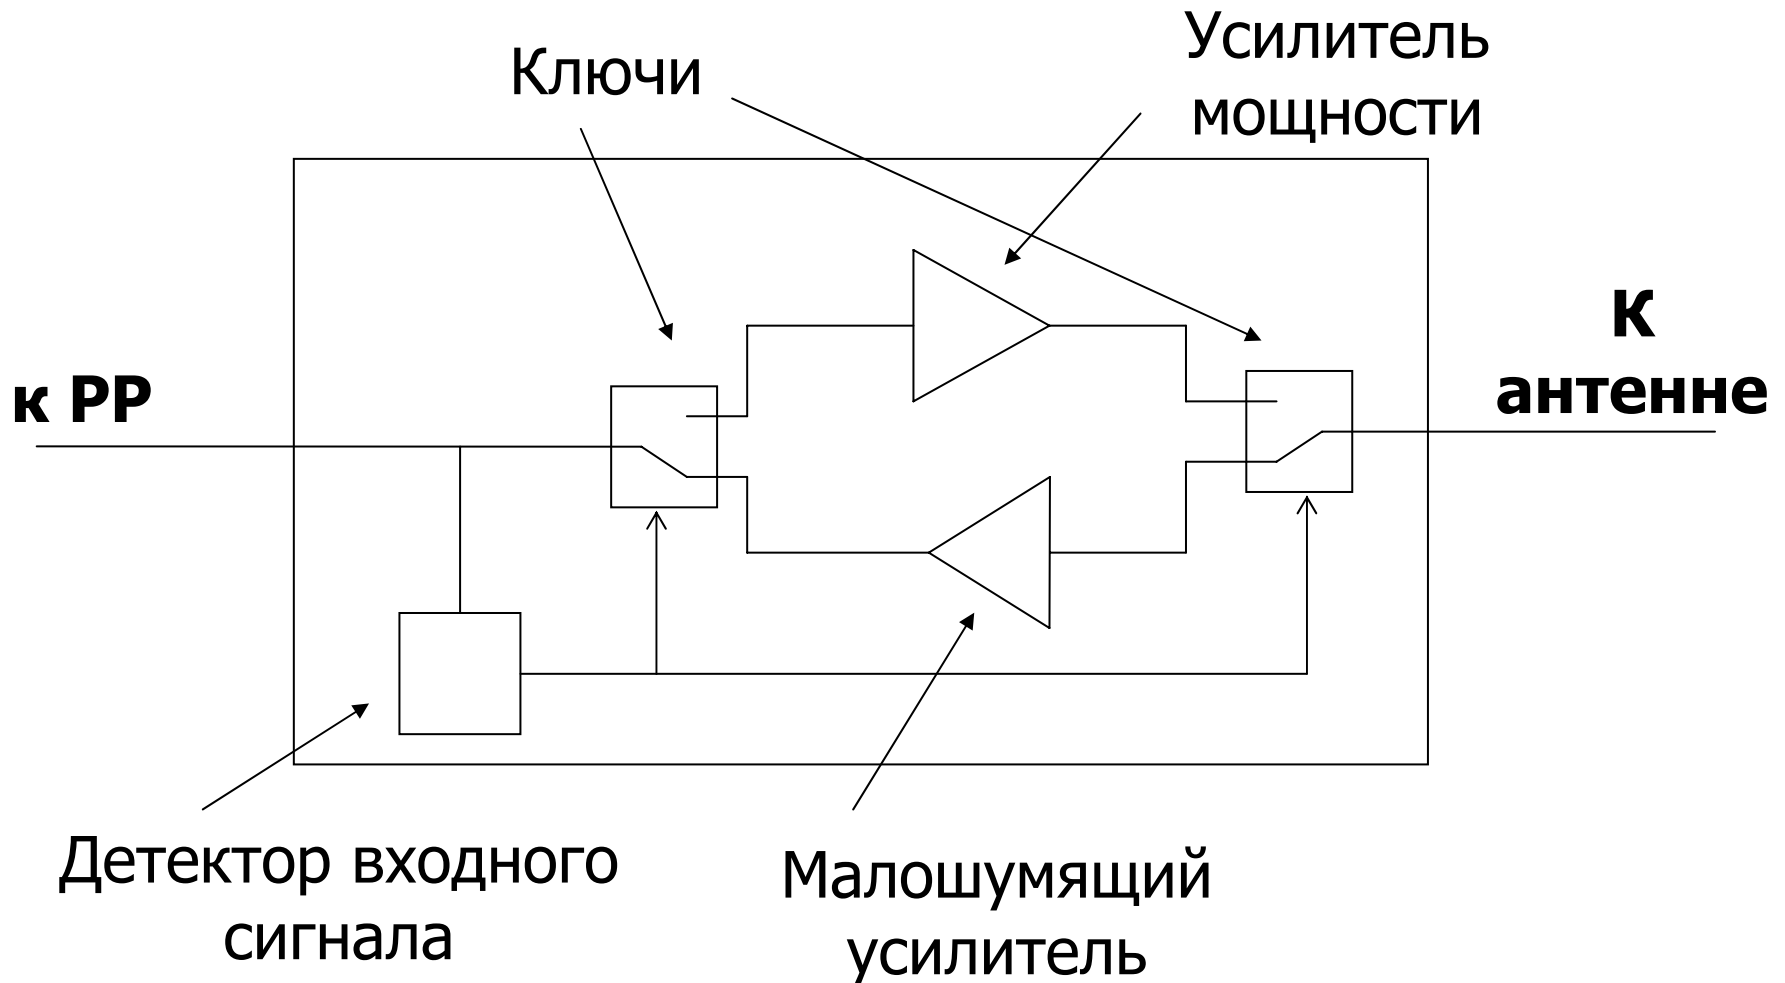 Ключи
Усилитель
мощности
к РР
К
антенне
Детектор входного
сигнала
Малошумящий
усилитель